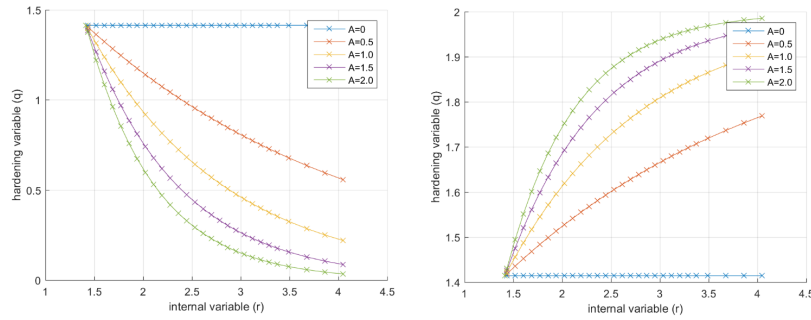 1.5
1
0.5
0
hardening variable (q)
1 1.5 2 2.5 3 3.5 4 4.5
internal variable (r)
A=0
A=0.5
A=1.0
A=1.5
A=2.0
2
1.9
1.8
1.7
1.6
1.5
1.4
hardening variable (q)
1 1.5 2 2.5 3 3.5 4 4.5
internal variable (r)
A=0
A=0.5
A=1.0
A=1.5
A=2.0